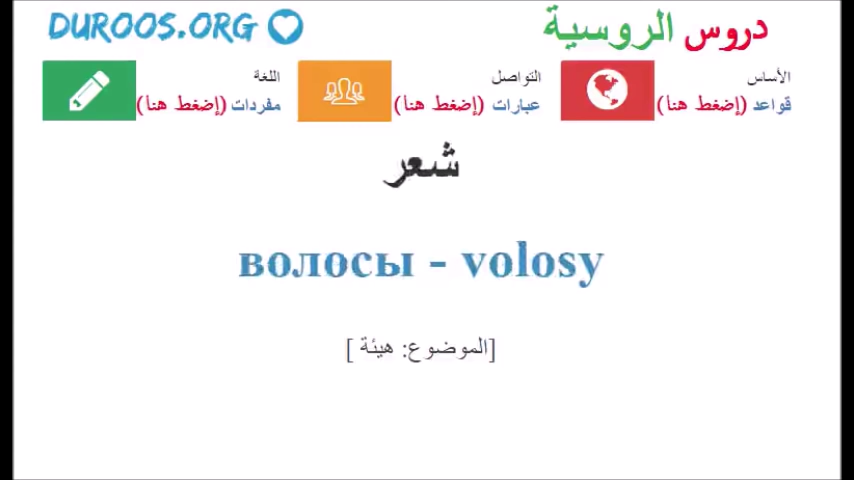 DUROOS.ORG
دروس الروسية
الأساس
قواعد (إضغط هنا)
التواصل
عبارات (إضغط هنا)
اللغة
مفردات (إضغط هنا)
شعر
волосы - volosy
[الموضوع: هيئة ]